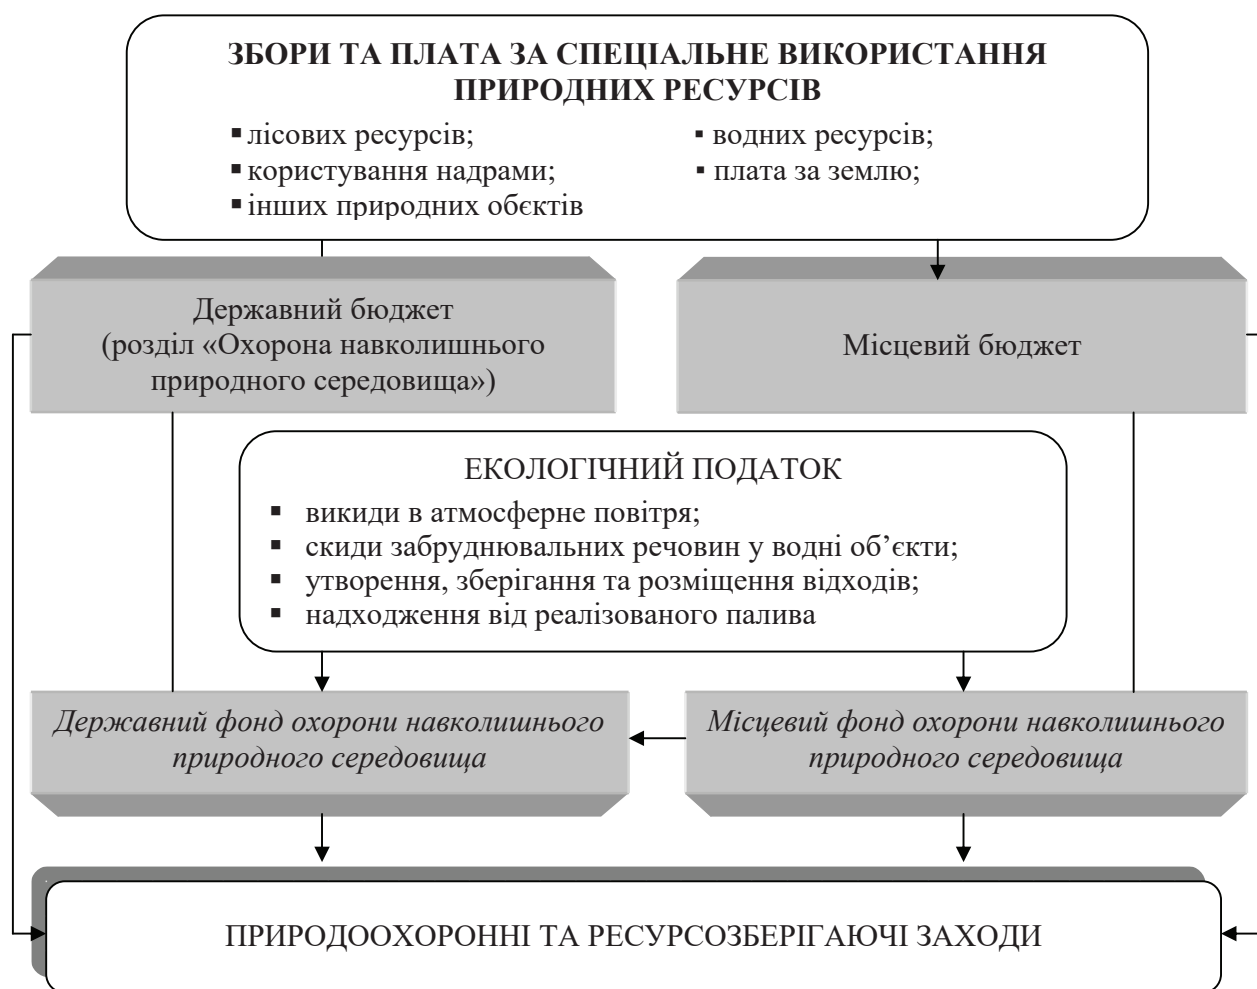 ЗБОРИ ТА ПЛАТА ЗА СПЕЦІАЛЬНЕ ВИКОРИСТАННЯ
ПРИРОДНИХ РЕСУРСІВ
▪ лісових ресурсів;
▪ водних ресурсів;
▪ користування надрами;
▪ плата за землю;
▪ інших природних обєктів
Державний бюджет
(розділ «Охорона навколишнього
природного середовища»)
Місцевий бюджет
ЕКОЛОГІЧНИЙ ПОДАТОК
▪ викиди в атмосферне повітря;
▪ скиди забруднювальних речовин у водні об’єкти;
▪ утворення, зберігання та розміщення відходів;
▪ надходження від реалізованого палива
Державний фонд охорони навколишнього
природного середовища
Місцевий фонд охорони навколишнього
природного середовища
ПРИРОДООХОРОННІ ТА РЕСУРСОЗБЕРІГАЮЧІ ЗАХОДИ